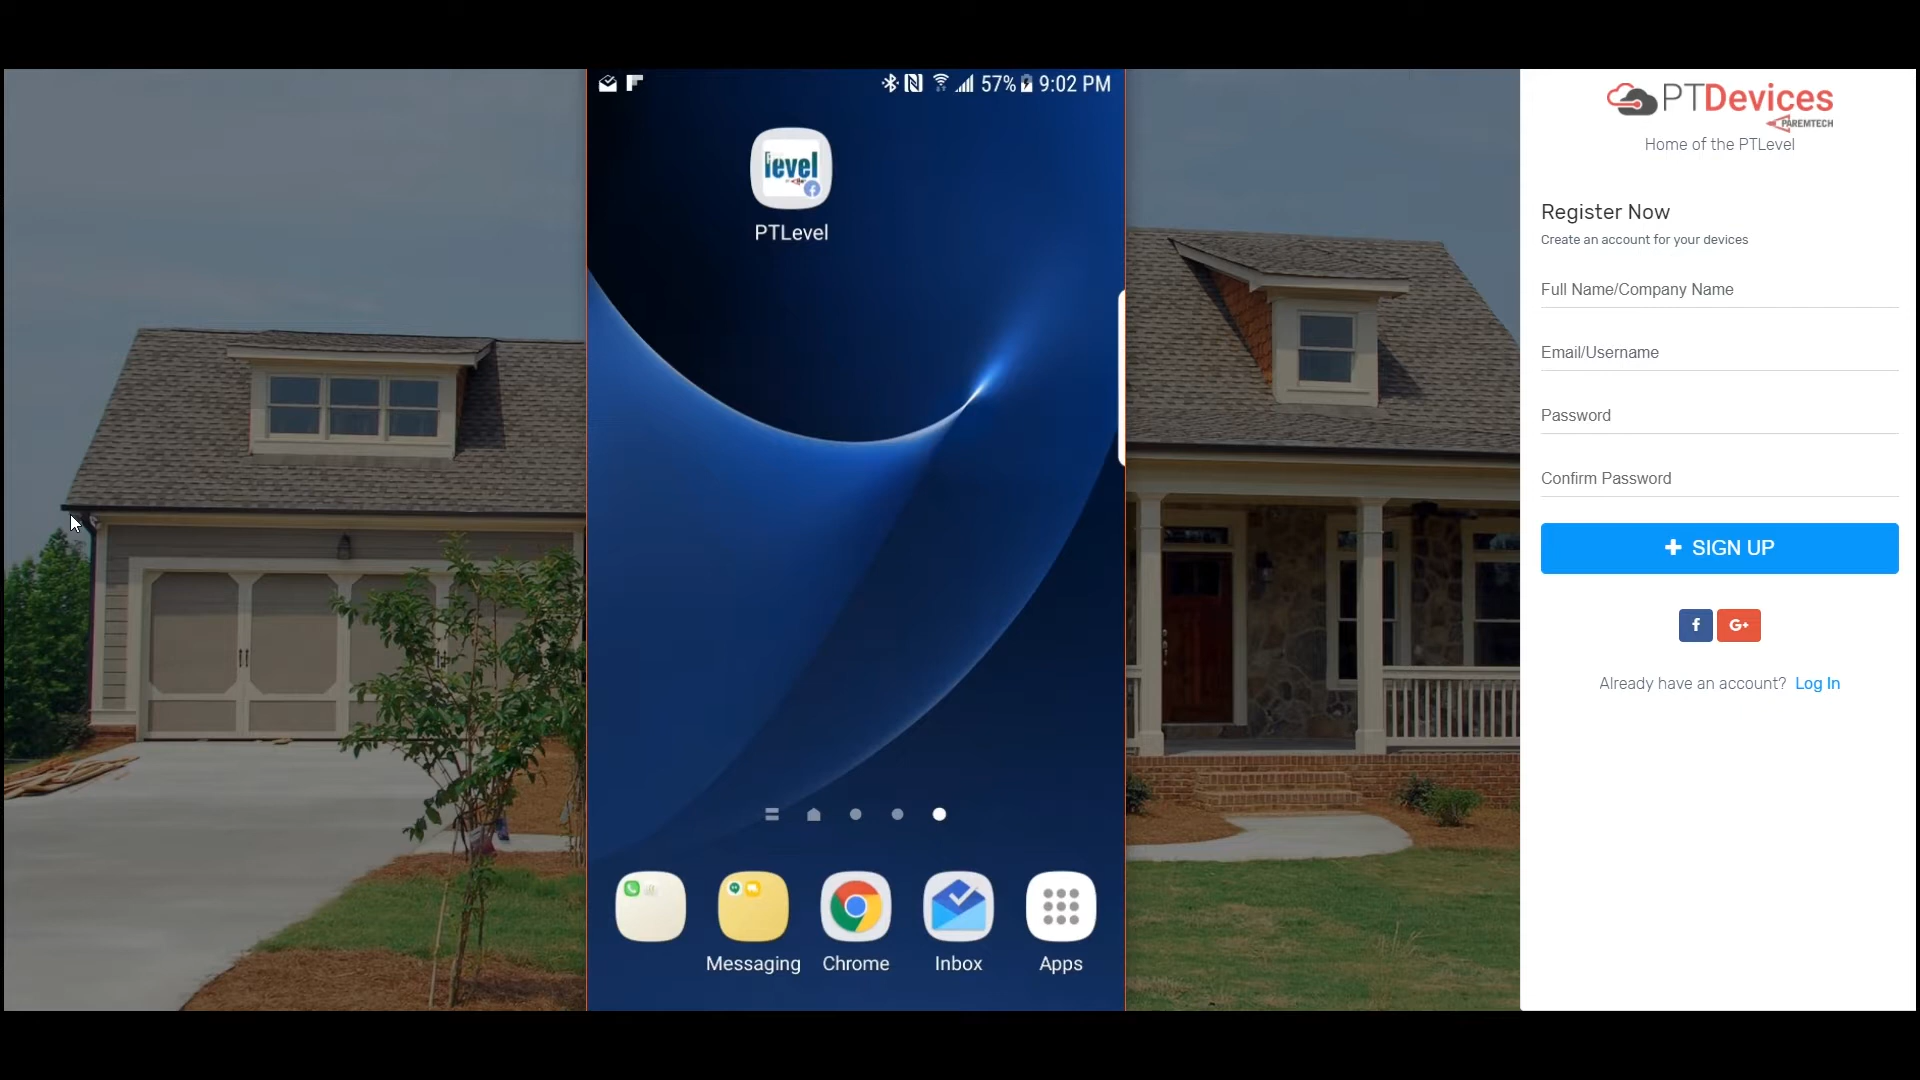 57% 9:02 PM
level
PTLevel
Messaging
Chrome
Inbox
Apps
PTDevices
PAREMTECH
Home of the PTLevel
Register Now
Create an account for your devices
Full Name/Company Name
Email/Username
Password
Confirm Password
+ SIGN UP
f G+
Already have an account? Log In